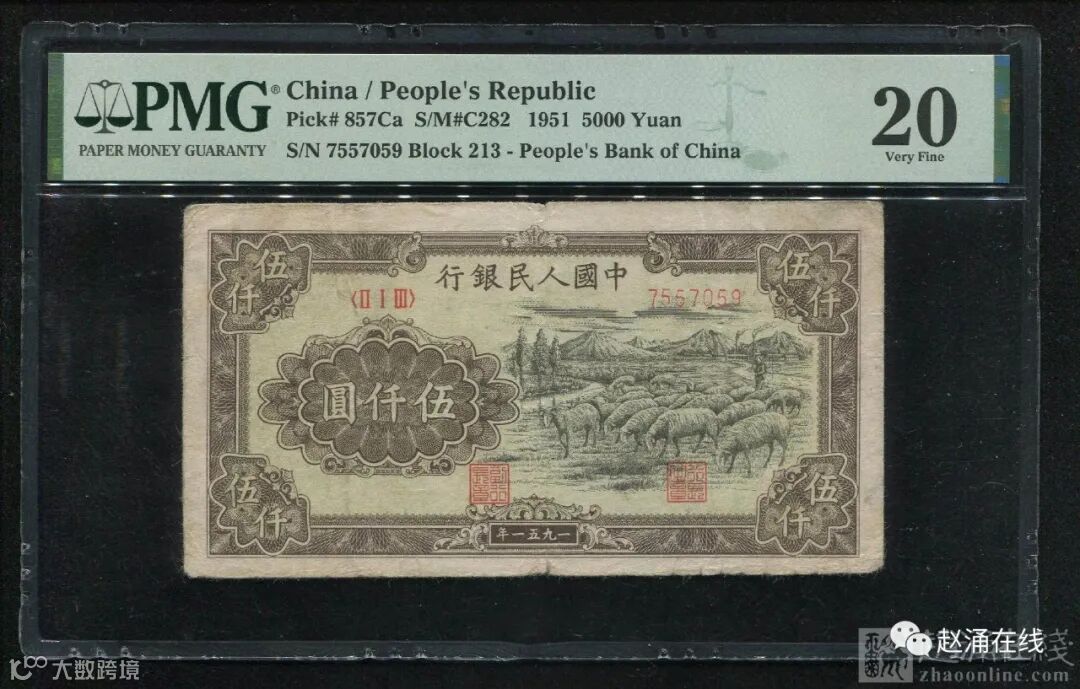 PMG® China / People's Republic
Pick# 857Ca S/M#C282 1951 5000 Yuan
PAPER MONEY GUARANTY
S/N 7557059 Block 213 - People's Bank of China
20
Very Fine
伍仟
伍仟
行銀民人國中
〈II I III〉
7557059
圓仟伍
伍仟
伍仟
年一五九一
大数跨境
赵涌在线
zhaoonline.com